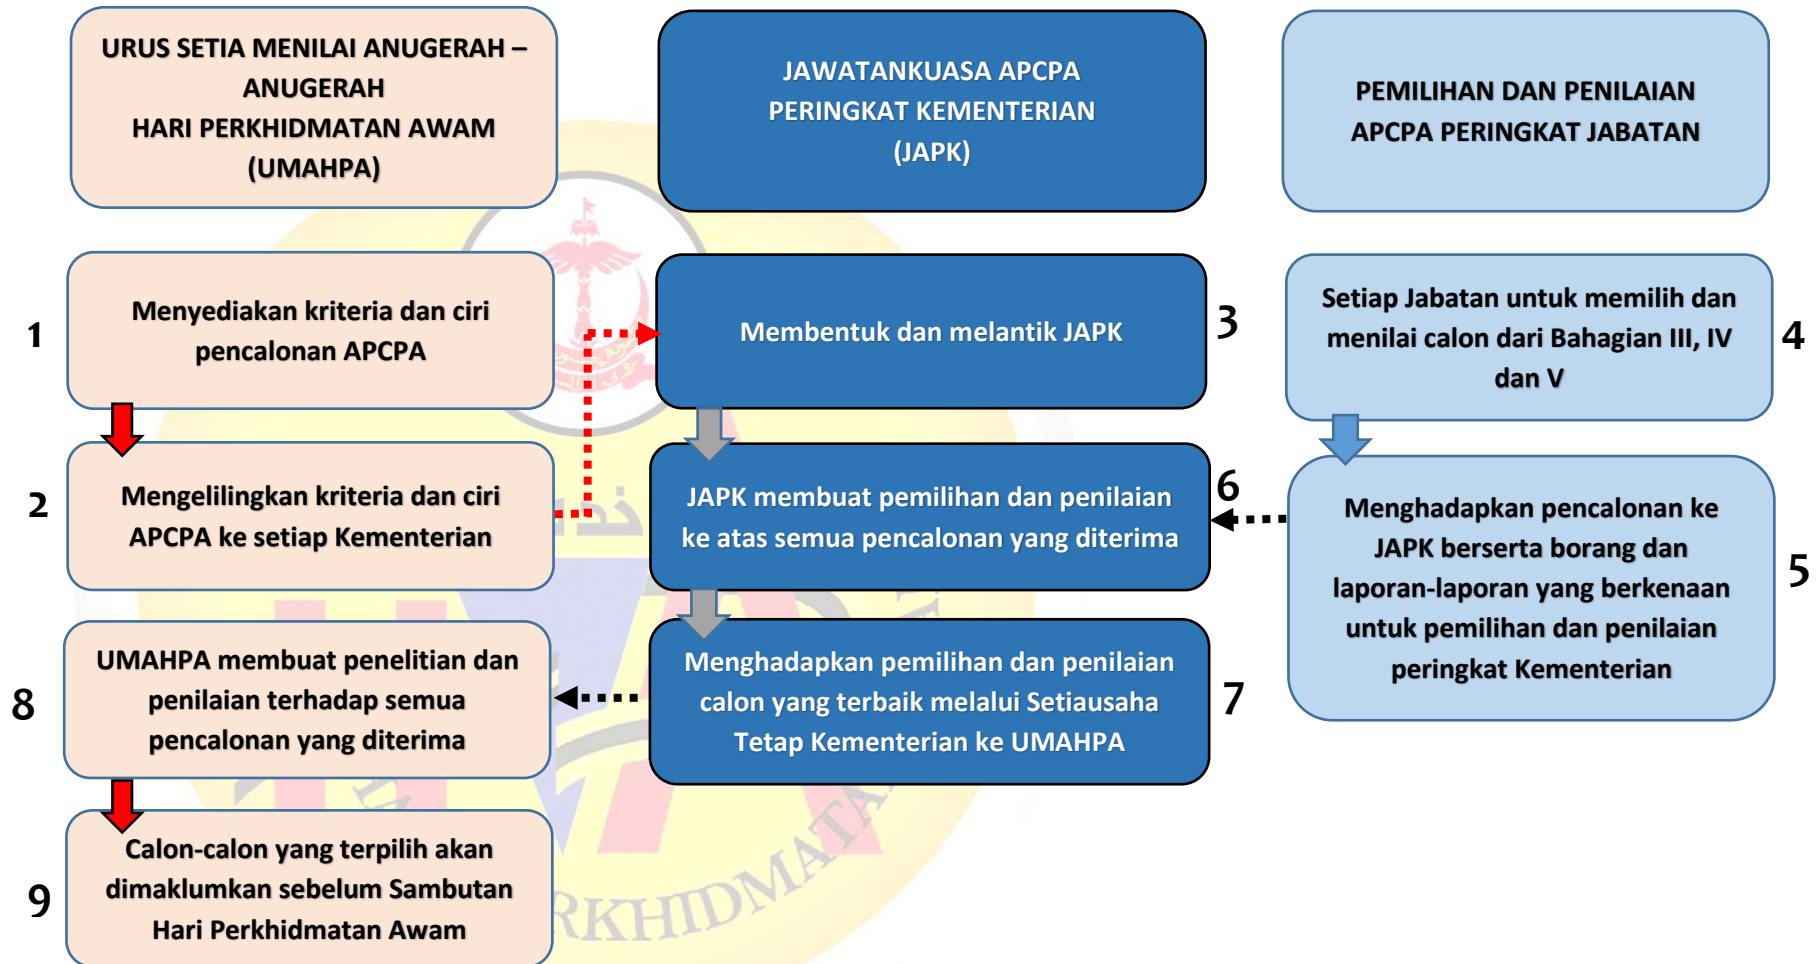 URUS SETIA MENILAI ANUGERAH –
ANUGERAH
HARI PERKHIDMATAN AWAM
(UMAHPA)
JAWATANKUASA APCPA
PERINGKAT KEMENTERIAN
(JAPK)
PEMILIHAN DAN PENILAIAN
APCPA PERINGKAT JABATAN
1
Menyediakan kriteria dan ciri
pencalonan APCPA
2
Mengelilingkan kriteria dan ciri
APCPA ke setiap Kementerian
3
Membentuk dan melantik JAPK
4
Setiap Jabatan untuk memilih dan
menilai calon dari Bahagian III, IV
dan V
5
Menghadapkan pencalonan ke
JAPK berserta borang dan
laporan-laporan yang berkenaan
untuk pemilihan dan penilaian
peringkat Kementerian
6
JAPK membuat pemilihan dan penilaian
ke atas semua pencalonan yang diterima
7
Menghadapkan pemilihan dan penilaian
calon yang terbaik melalui Setiausaha
Tetap Kementerian ke UMAHPA
8
UMAHPA membuat penelitian dan
penilaian terhadap semua
pencalonan yang diterima
9
Calon-calon yang terpilih akan
dimaklumkan sebelum Sambutan
Hari Perkhidmatan Awam